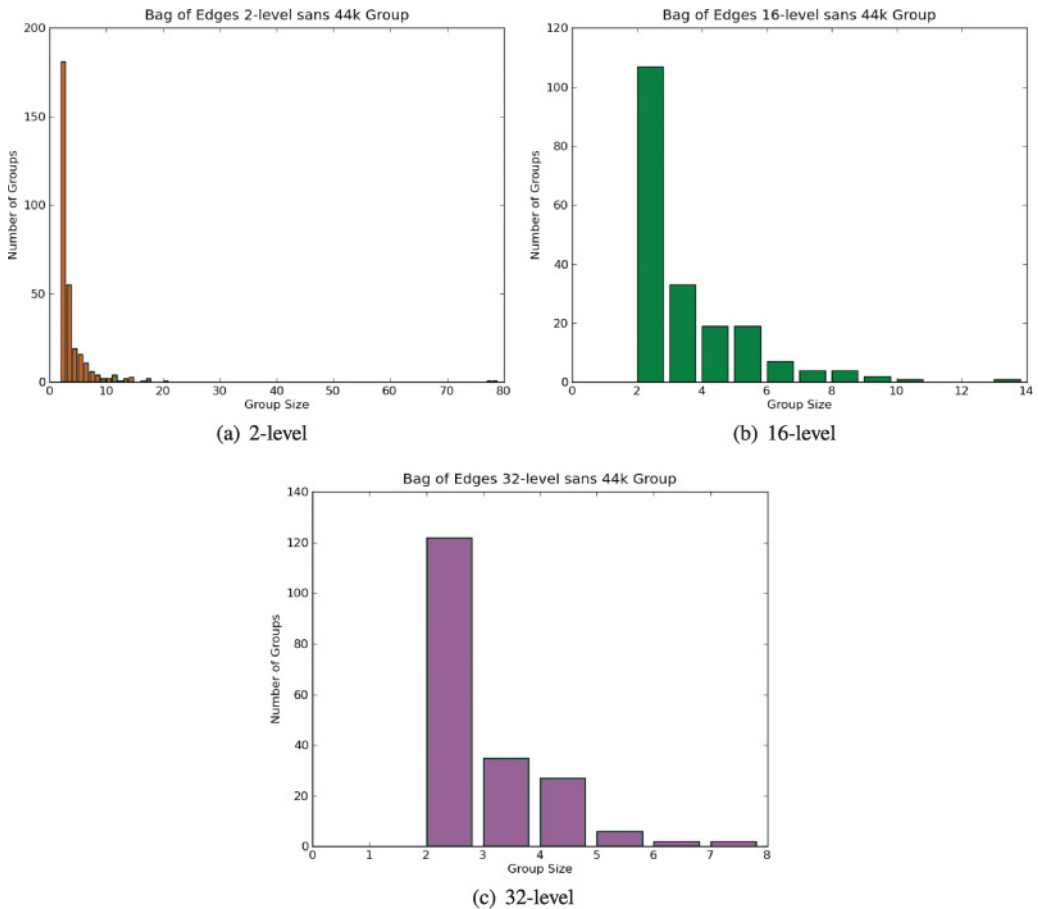 Bag of Edges 2-level sans 44k Group
200
150
100
50
0
Number of Groups
0 10 20 30 40 50 60 70 80
Group Size
(a) 2-level
Bag of Edges 16-level sans 44k Group
120
100
80
60
40
20
0
Number of Groups
0 2 4 6 8 10 12 14
Group Size
(b) 16-level
Bag of Edges 32-level sans 44k Group
140
120
100
80
60
40
20
0
Number of Groups
0 1 2 3 4 5 6 7 8
Group Size
(c) 32-level